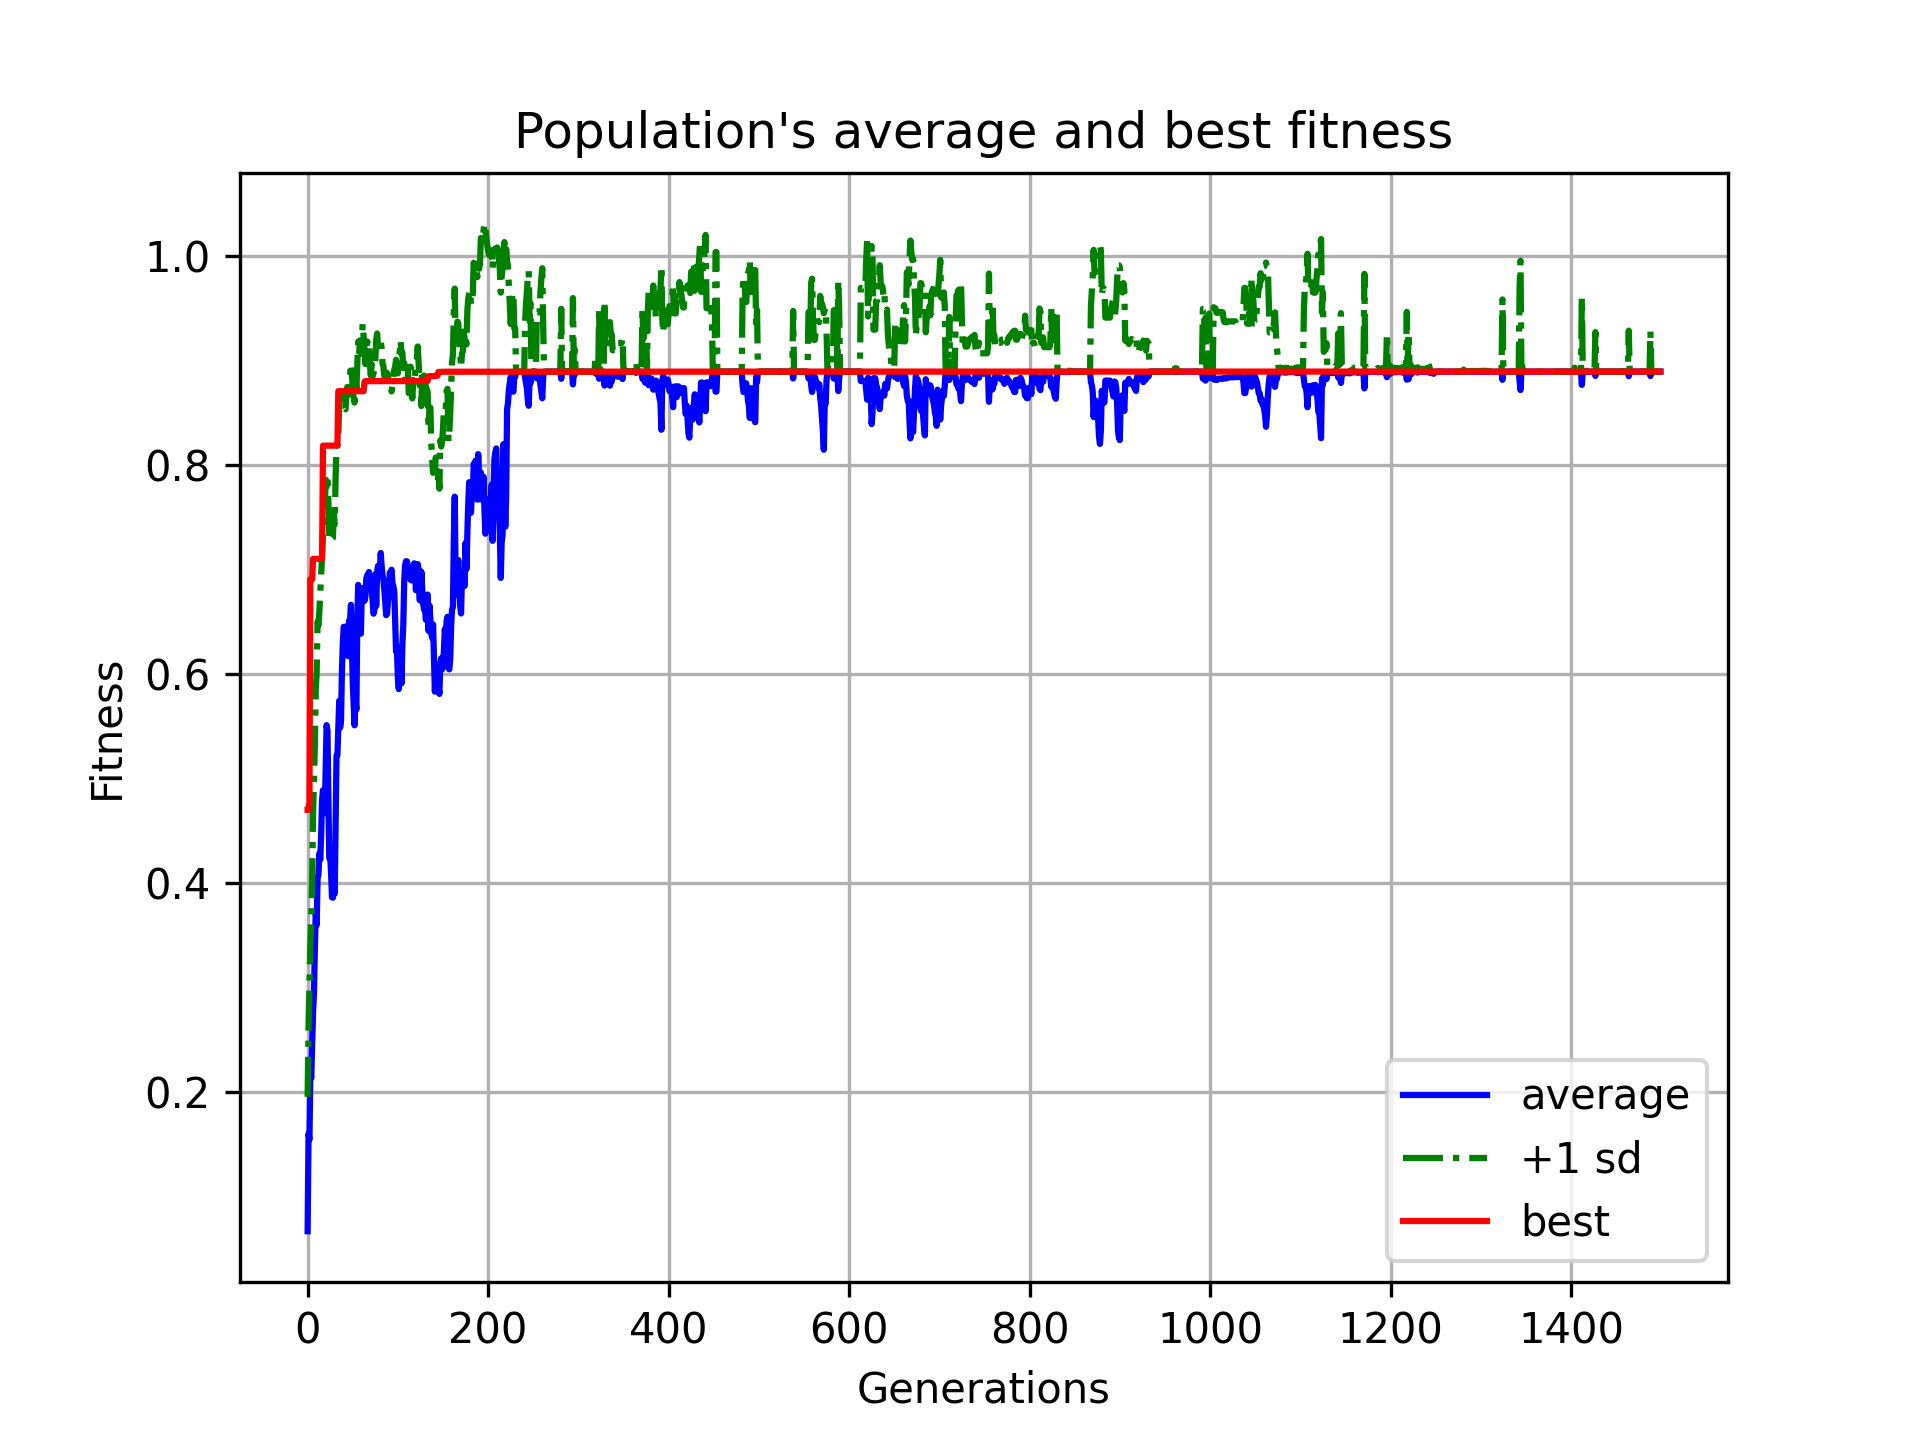 Population's average and best fitness
Fitness
1.0
0.8
0.6
0.4
0.2
0 200 400 600 800 1000 1200 1400
Generations
average
+1 sd
best